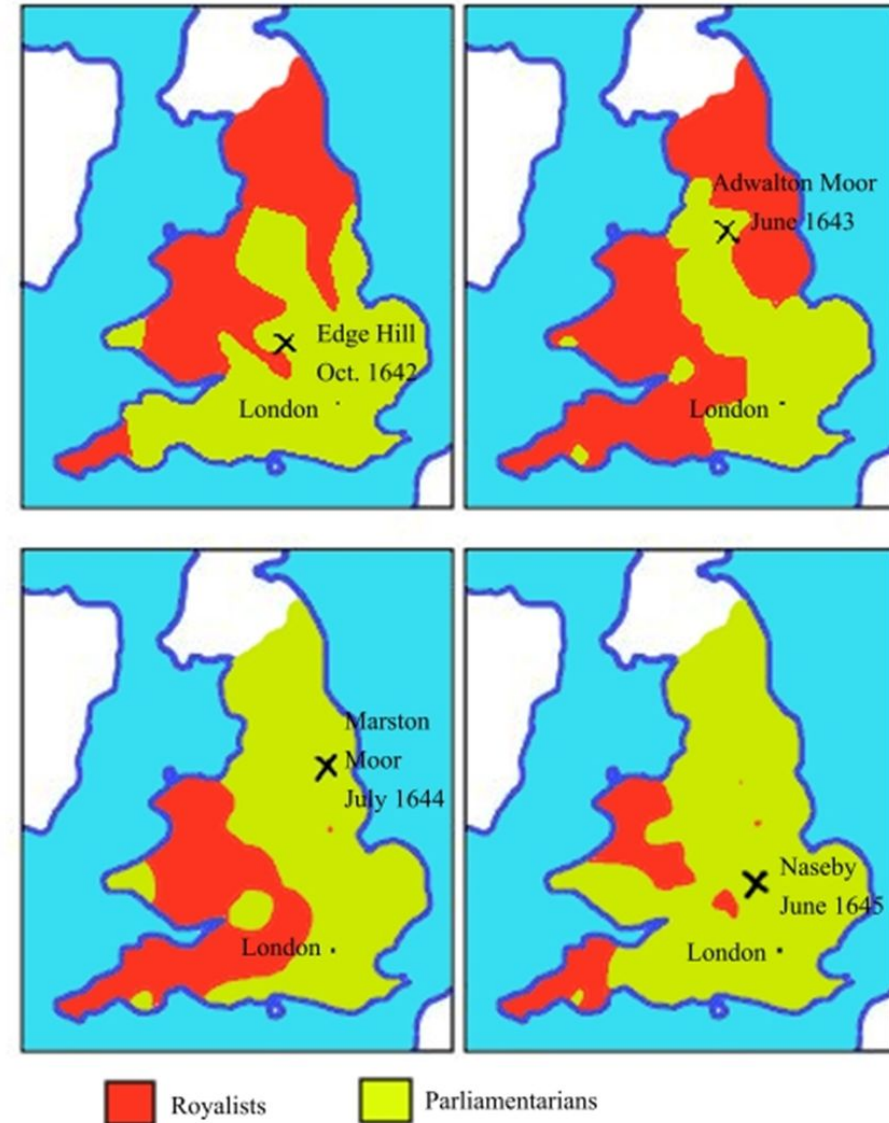 Edge Hill
Oct. 1642
London
Adwalton Moor
June 1643
London
Marston
Moor
July 1644
London
Naseby
June 1645
London
Royalists
Parliamentarians